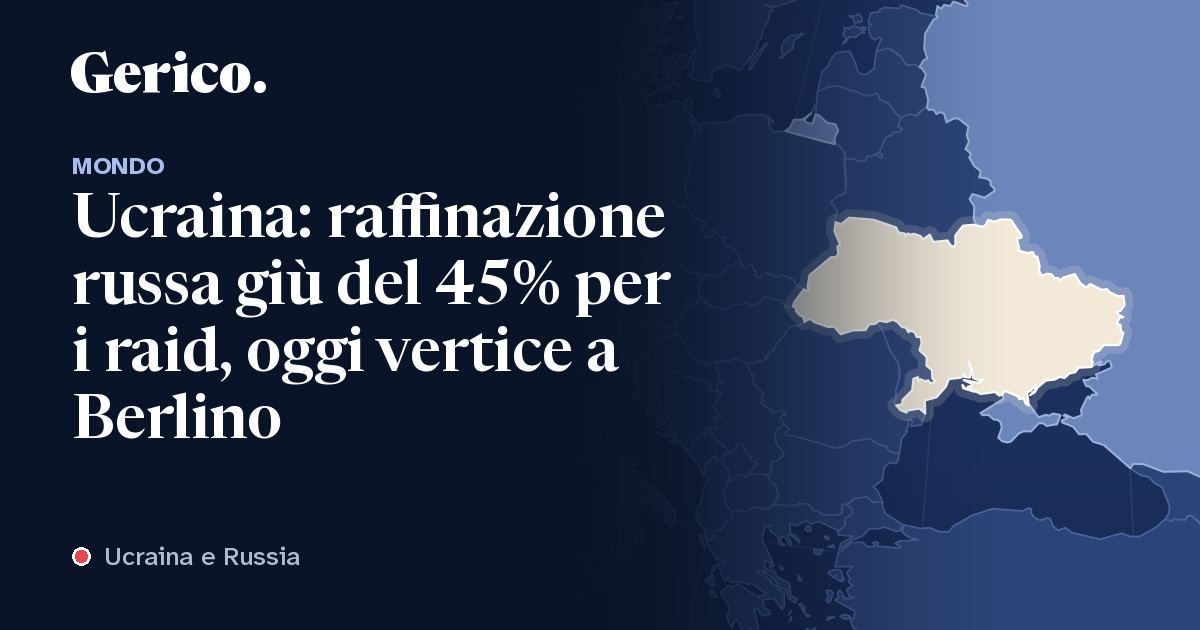 Gerico.
MONDO
Ucraina: raffinazione
russa giù del 45% per
i raid, oggi vertice a
Berlino
Ucraina e Russia